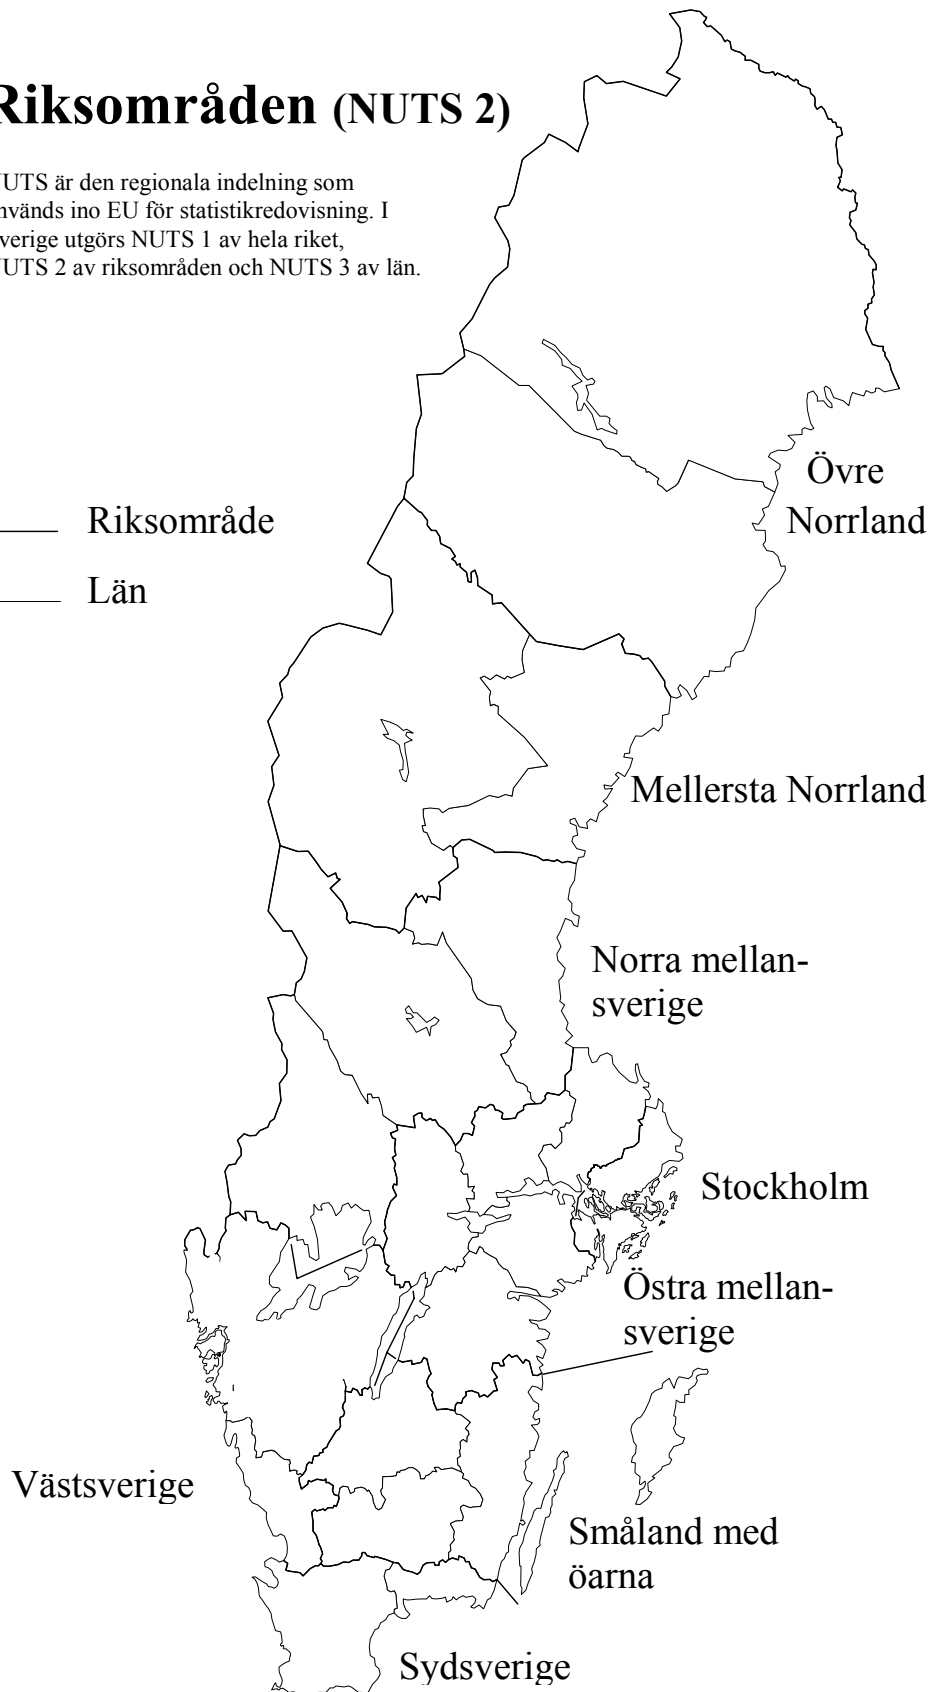 Riksområden (NUTS 2)
NUTS är den regionala indelning som
nvänds ino EU för statistikredovisning. I
verige utgörs NUTS 1 av hela riket,
NUTS 2 av riksområden och NUTS 3 av län.
Övre
Norrland
Riksområde
Län
Mellersta Norrland
Norra mellan-
sverige
Stockholm
Östra mellan-
sverige
Västsverige
Småland med
öarna
Sydsverige